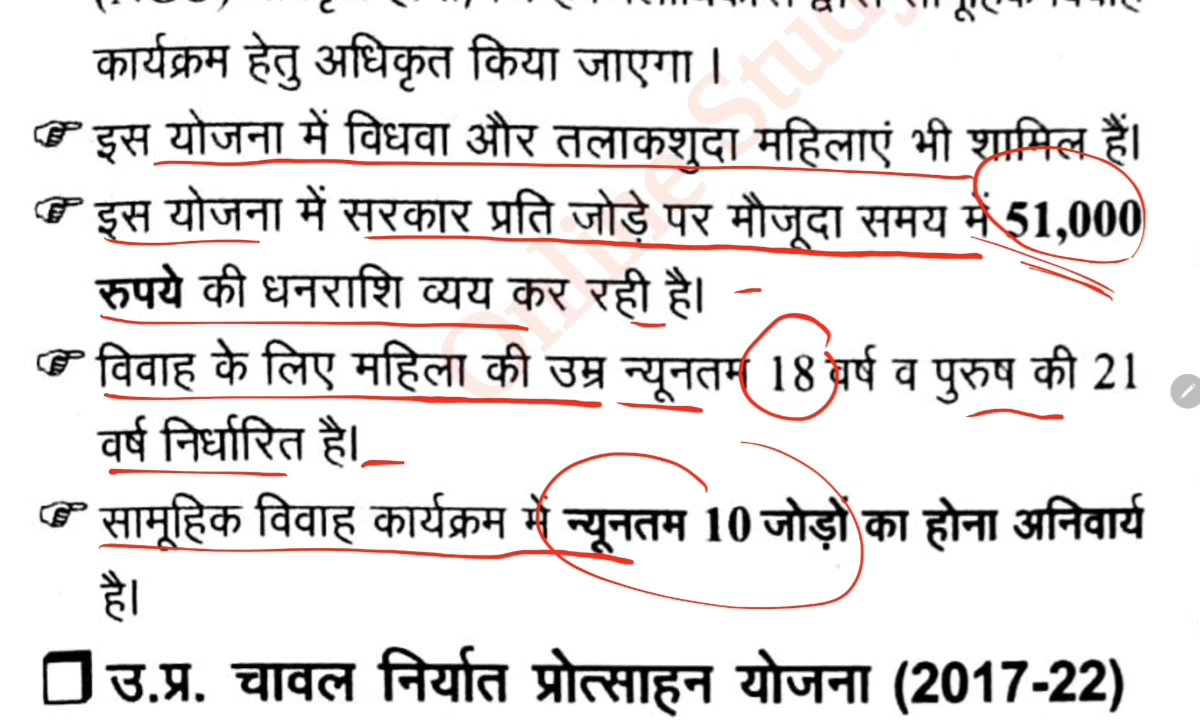 कार्यक्रम हेतु अधिकृत किया जाएगा ।
☞ इस योजना में विधवा और तलाकशुदा महिलाएं भी शामिल हैं।
☞ इस योजना में सरकार प्रति जोड़े पर मौजूदा समय में 51,000
रुपये की धनराशि व्यय कर रही है।
☞ विवाह के लिए महिला की उम्र न्यूनतम 18 वर्ष व पुरुष की 21
वर्ष निर्धारित है।
☞ सामूहिक विवाह कार्यक्रम में न्यूनतम 10 जोड़ों का होना अनिवार्य
है।
❒ उ.प्र. चावल निर्यात प्रोत्साहन योजना (2017-22)
Online Study